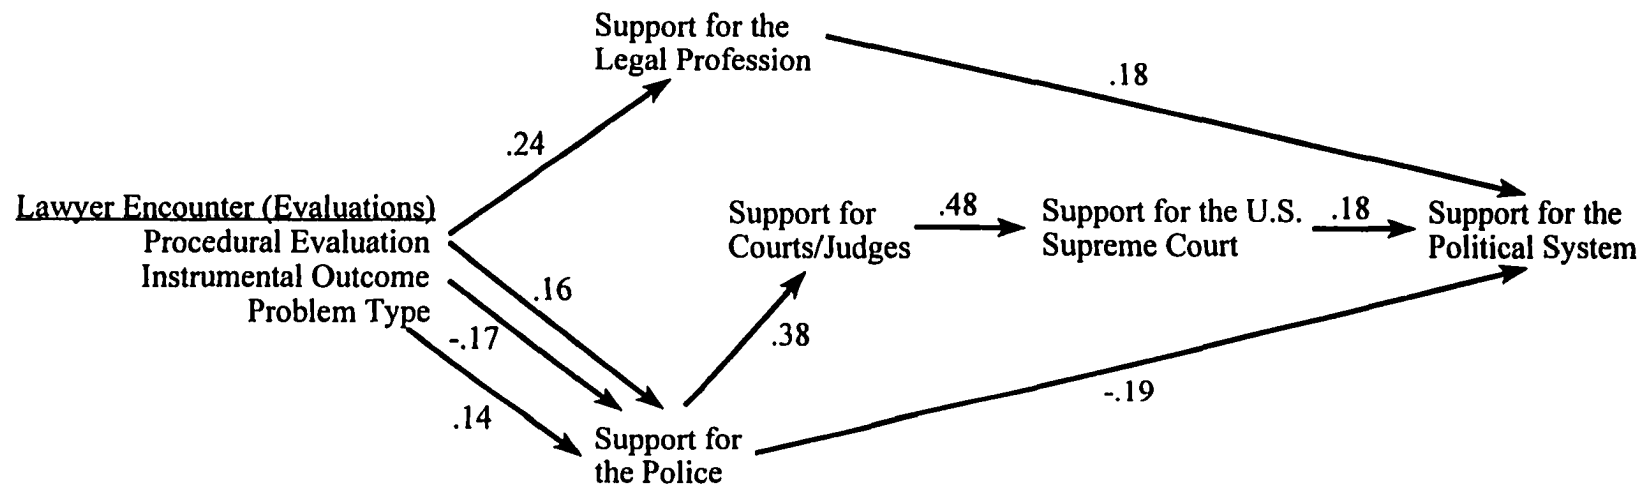 Support for the
Legal Profession
.18
.24
Lawyer Encounter (Evaluations)
Procedural Evaluation
Instrumental Outcome
Problem Type
Support for
Courts/Judges
.48
Support for the U.S.
Supreme Court
.18
Support for the
Political System
.16
-.17
.14
.38
-.19
Support for
the Police